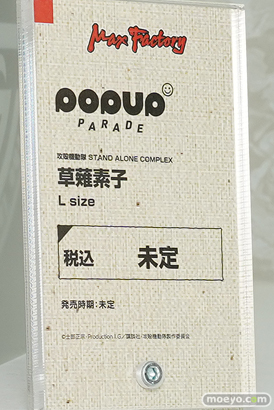 Max Factory
POPUP
PARADE
攻殻機動隊 STAND ALONE COMPLEX
草薙素子
L size
税込 未定
発売時期:未定
©士郎正宗・Production I.G/講談社・攻殻機動隊製作委員会
moeyo.com